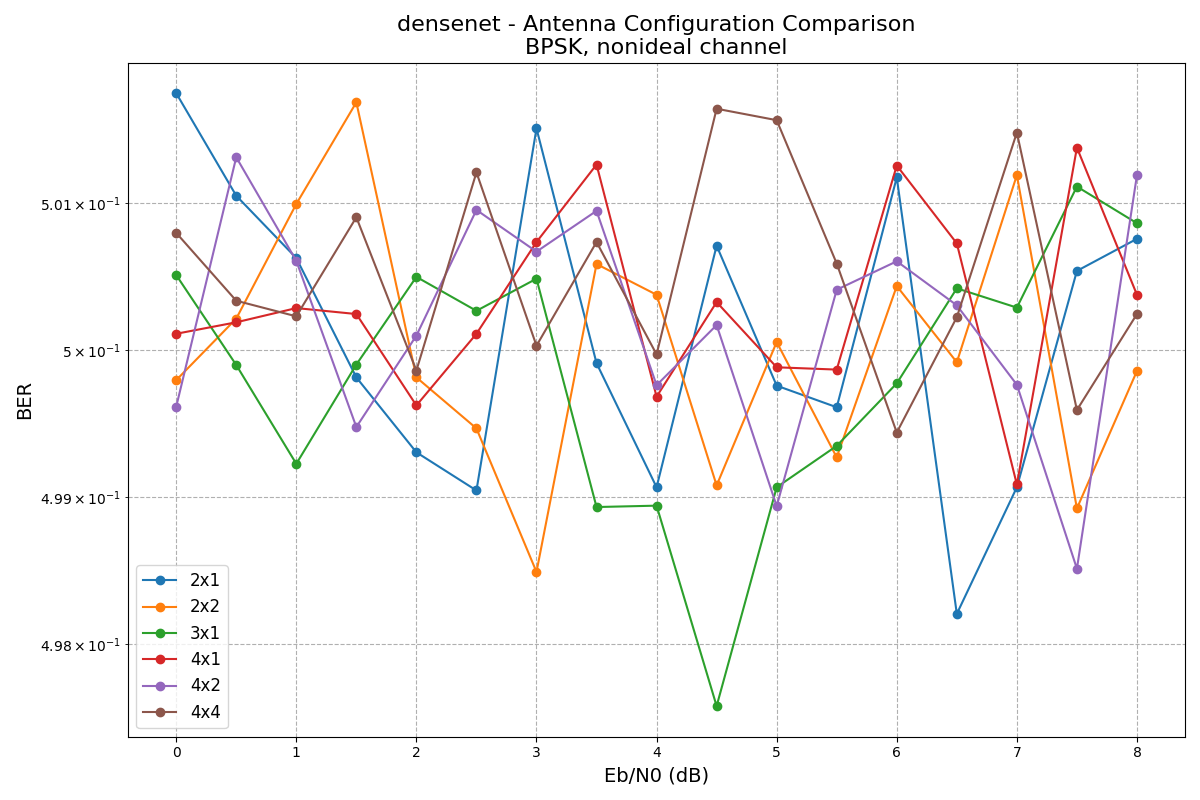 densenet - Antenna Configuration Comparison
BPSK, nonideal channel
BER
5.01 × 10⁻¹
5 × 10⁻¹
4.99 × 10⁻¹
4.98 × 10⁻¹
2x1
2x2
3x1
4x1
4x2
4x4
0 1 2 3 4 5 6 7 8
Eb/N0 (dB)